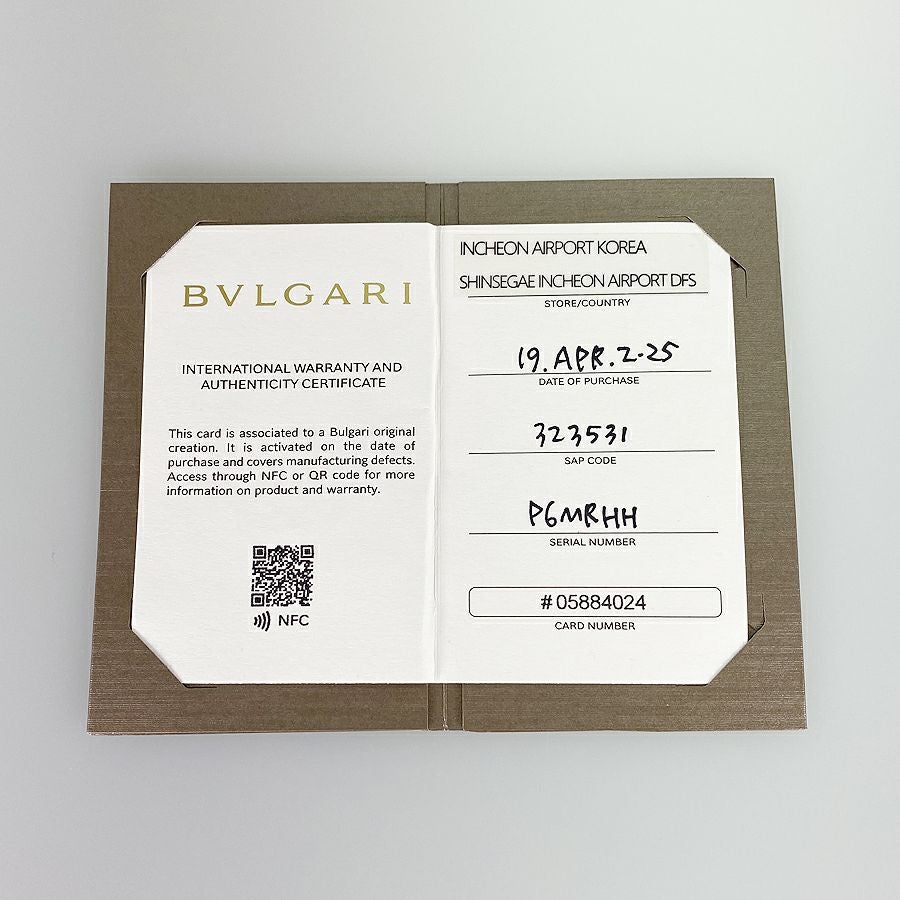 BVLGARI
INTERNATIONAL WARRANTY AND
AUTHENTICITY CERTIFICATE
This card is associated to a Bulgari original
creation. It is activated on the date of
purchase and covers manufacturing defects.
Access through NFC or QR code for more
information on product and warranty.
NFC
INCHEON AIRPORT KOREA
SHINSEGAE INCHEON AIRPORT DFS
STORE/COUNTRY
19. APR. 2-25
DATE OF PURCHASE
323531
SAP CODE
P6MRHH
SERIAL NUMBER
#05884024
CARD NUMBER